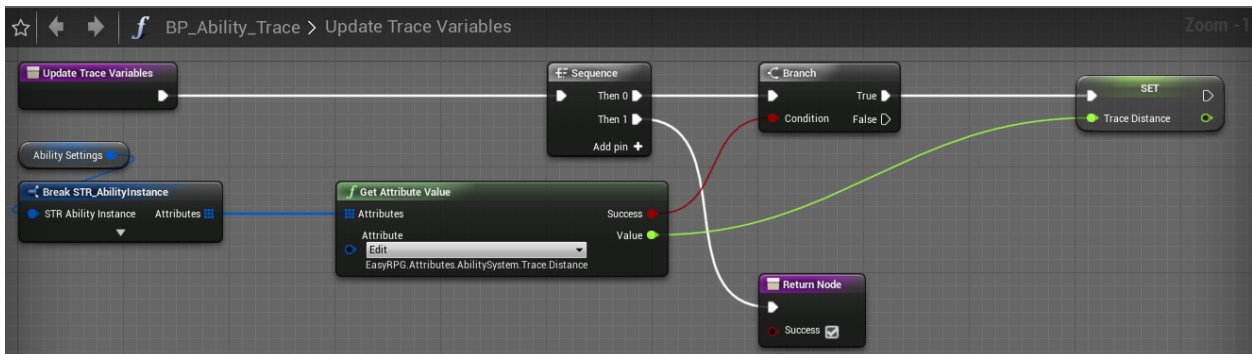 f BP_Ability_Trace > Update Trace Variables
Zoom -1
Update Trace Variables
Sequence
Then 0
Then 1
Add pin +
Branch
True
Condition
False
SET
Trace Distance
Ability Settings
Break STR_AbilityInstance
STR Ability Instance
Attributes
f Get Attribute Value
Attributes
Success
Attribute
Value
Edit
EasyRPG.Attributes.AbilitySystem.Trace.Distance
Return Node
Success